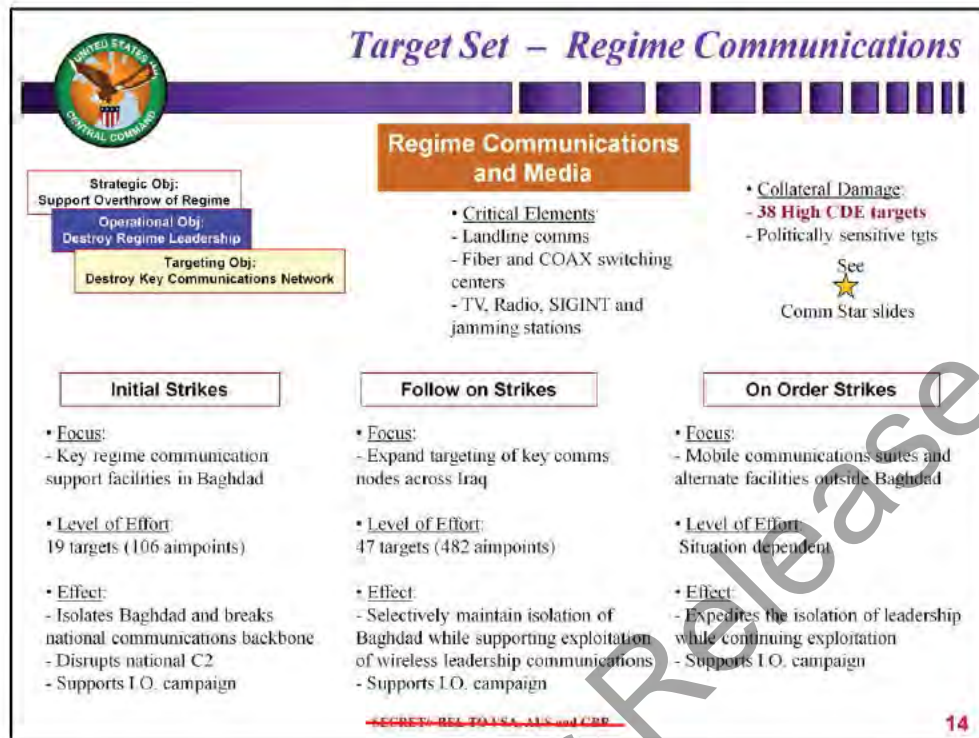 Target Set – Regime Communications
UNITED STATES
CENTRAL COMMAND
Regime Communications
and Media
Strategic Obj:
Support Overthrow of Regime
Operational Obj:
Destroy Regime Leadership
Targeting Obj:
Destroy Key Communications Network
• Critical Elements
- Landline comms
- Fiber and COAX switching
centers
- TV, Radio, SIGINT and
jamming stations
• Collateral Damage:
- 38 High CDE targets
- Politically sensitive tgts
See
Comm Star slides
Initial Strikes
• Focus:
- Key regime communication
support facilities in Baghdad
• Level of Effort:
19 targets (106 aimpoints)
• Effect:
- Isolates Baghdad and breaks
national communications backbone
- Disrupts national C2
- Supports I.O. campaign
Follow on Strikes
• Focus:
- Expand targeting of key comms
nodes across Iraq
• Level of Effort:
47 targets (482 aimpoints)
• Effect:
- Selectively maintain isolation of
Baghdad while supporting exploitation
of wireless leadership communications
- Supports I.O. campaign
On Order Strikes
• Focus:
- Mobile communications suites and
alternate facilities outside Baghdad
• Level of Effort:
Situation dependent
• Effect:
- Expedites the isolation of leadership
while continuing exploitation
- Supports I.O. campaign
Release
SECRET// REL TO USA, AUS and GBR
14